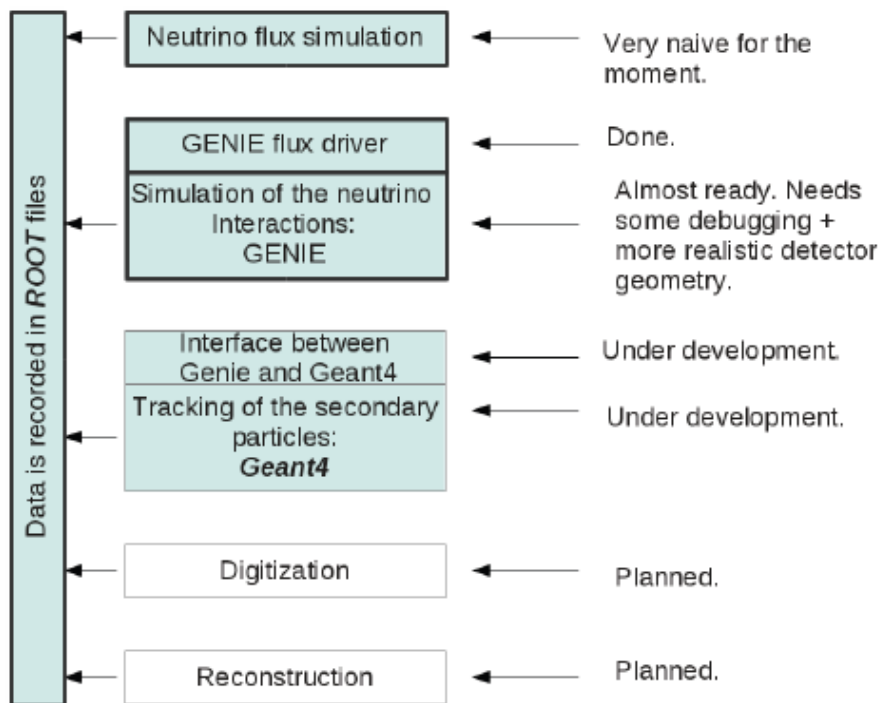 Data is recorded in ROOT files
Neutrino flux simulation
Very naive for the
moment.
GENIE flux driver
Done.
Simulation of the neutrino
Interactions:
GENIE
Almost ready. Needs
some debugging +
more realistic detector
geometry.
Interface between
Genie and Geant4
Under development.
Tracking of the secondary
particles:
Geant4
Under development.
Digitization
Planned.
Reconstruction
Planned.